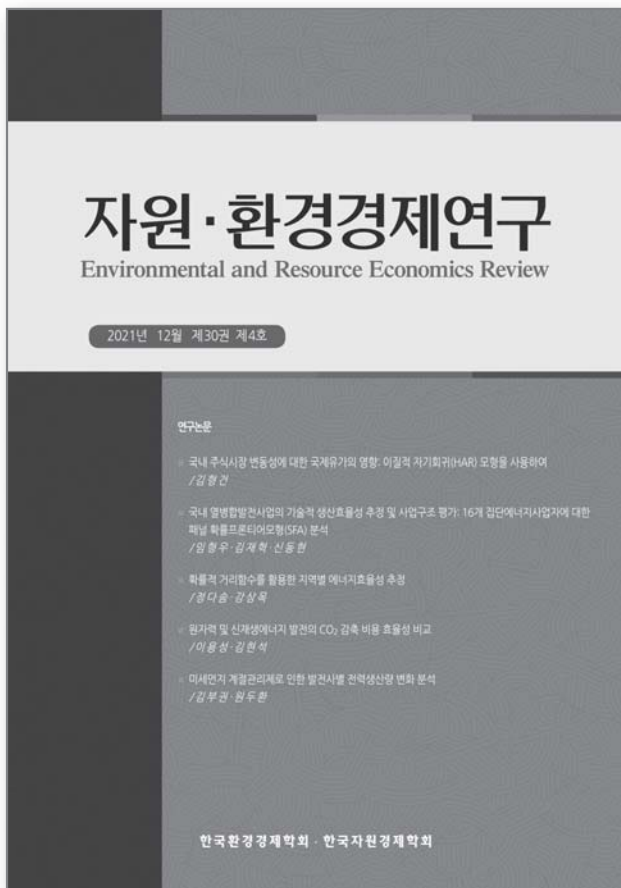 자원·환경경제연구
Environmental and Resource Economics Review
2021년 12월 제30권 제4호
연구논문
국내 주식시장 변동성에 대한 국제유가의 영향: 이질적 자기회귀(HAR) 모형을 사용하여
/김형건
국내 열병합발전사업의 기술적 생산효율성 추정 및 사업구조 평가: 16개 집단에너지사업자에 대한
패널 확률프론티어모형(SFA) 분석
/임형우·김재혁·신동현
확률적 거리함수를 활용한 지역별 에너지효율성 추정
/정다솜·강상목
원자력 및 신재생에너지 발전의 CO₂ 감축 비용 효율성 비교
/이용성·김현석
미세먼지 계절관리제로 인한 발전사별 전력생산량 변화 분석
/김부권·원두환
한국환경경제학회·한국자원경제학회